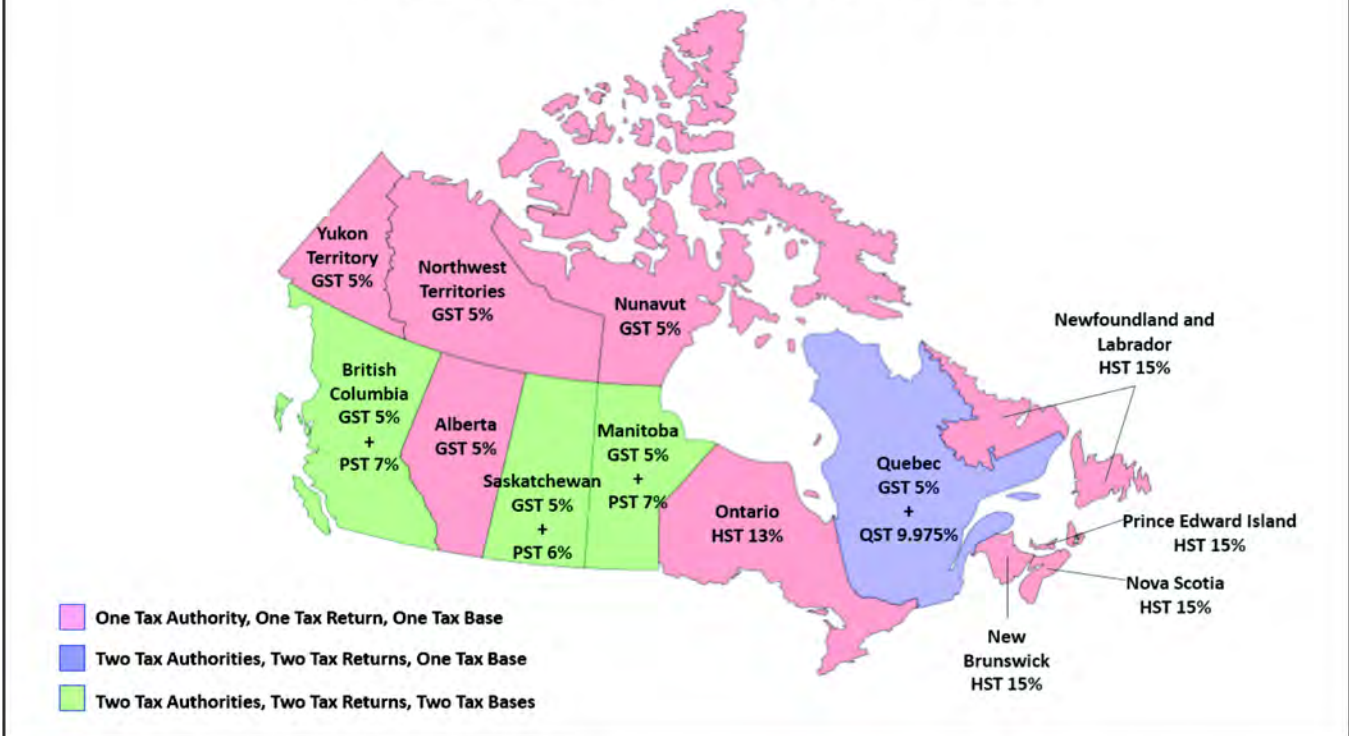 Yukon
Territory
GST 5%
Northwest
Territories
GST 5%
Nunavut
GST 5%
Newfoundland and
Labrador
HST 15%
British
Columbia
GST 5%
+
PST 7%
Alberta
GST 5%
Saskatchewan
GST 5%
+
PST 6%
Manitoba
GST 5%
+
PST 7%
Ontario
HST 13%
Quebec
GST 5%
+
QST 9.975%
Prince Edward Island
HST 15%
Nova Scotia
HST 15%
New
Brunswick
HST 15%
One Tax Authority, One Tax Return, One Tax Base
Two Tax Authorities, Two Tax Returns, One Tax Base
Two Tax Authorities, Two Tax Returns, Two Tax Bases